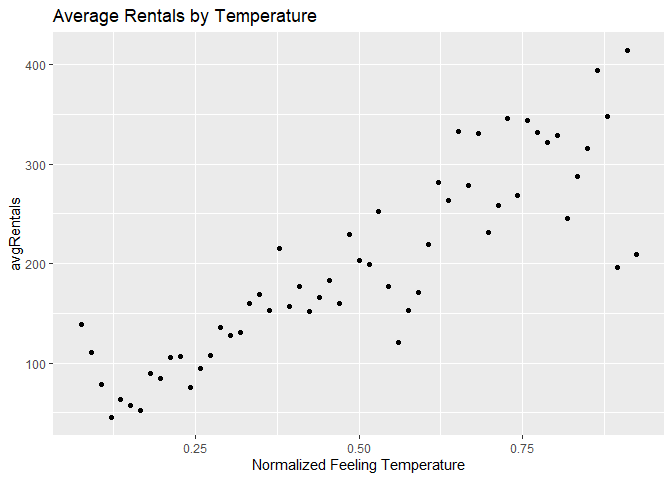 Average Rentals by Temperature
400
300
200
100
avgRentals
0.25 0.50 0.75
Normalized Feeling Temperature